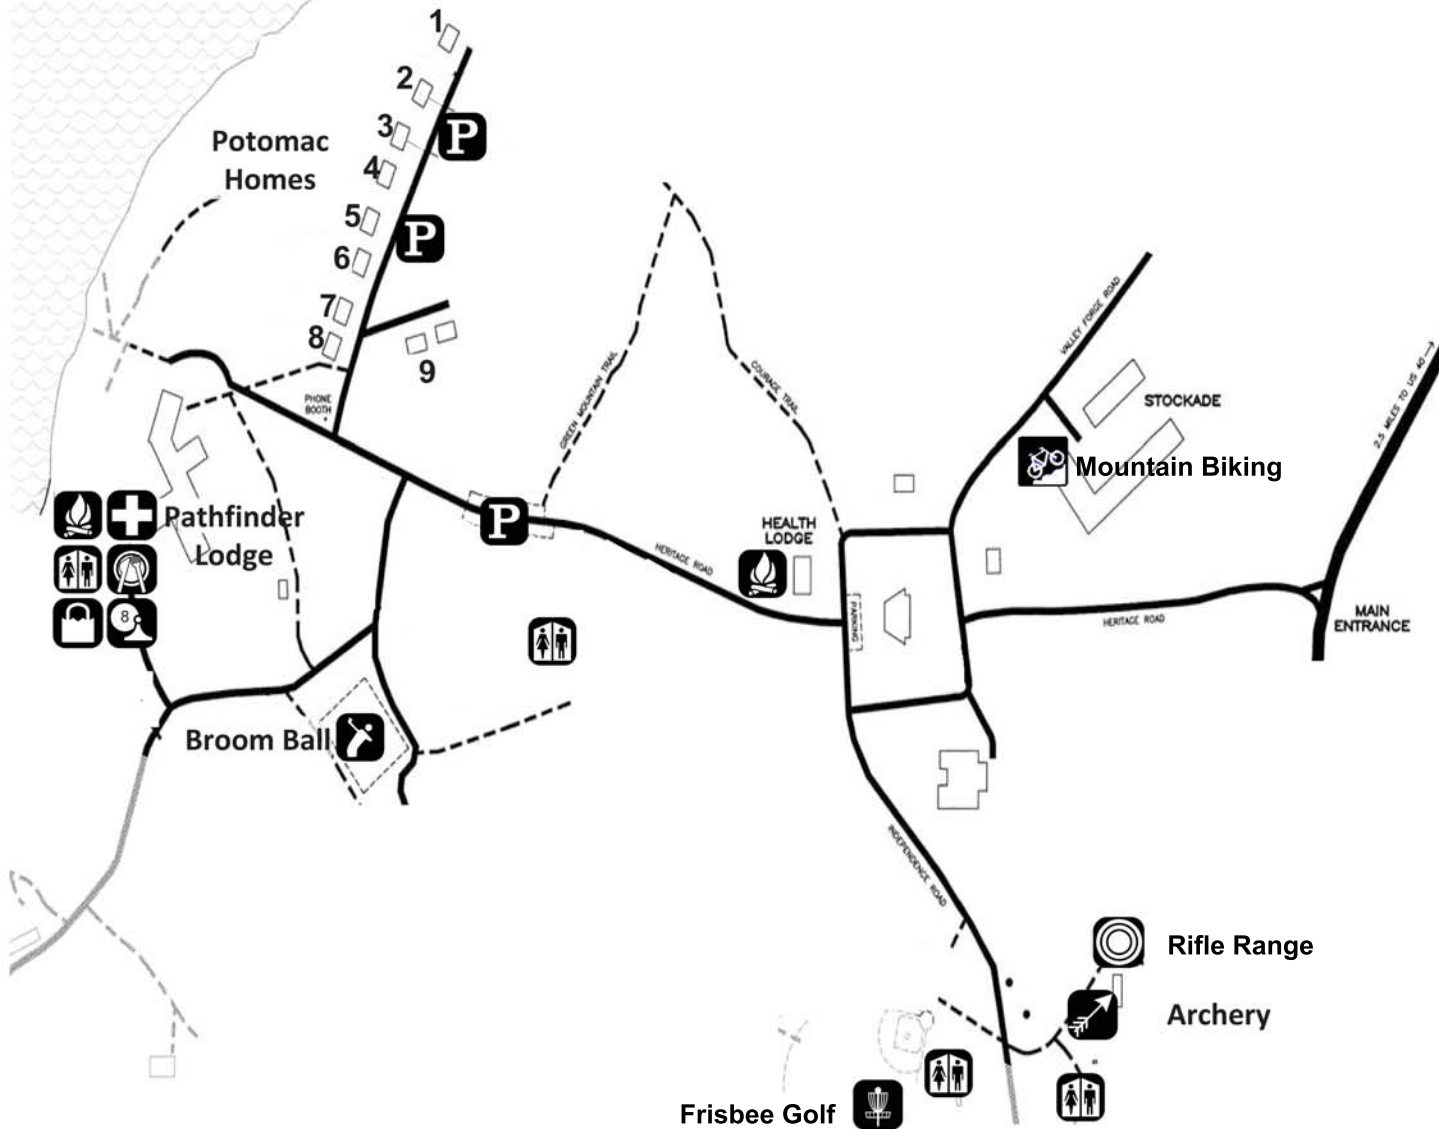 1
2
3
P
Potomac
Homes
4
5
P
6
7
8
9
PHONE
BOOTH
GREEN MOUNTAIN TRAIL
COURAGE TRAIL
VALLEY FORGE ROAD
STOCKADE
2.5 MILES TO US 40
Mountain Biking
Pathfinder
Lodge
P
HEALTH
LODGE
HERITAGE ROAD
PARKING
HERITAGE ROAD
MAIN
ENTRANCE
8
Broom Ball
INDEPENDENCE ROAD
Rifle Range
Archery
Frisbee Golf